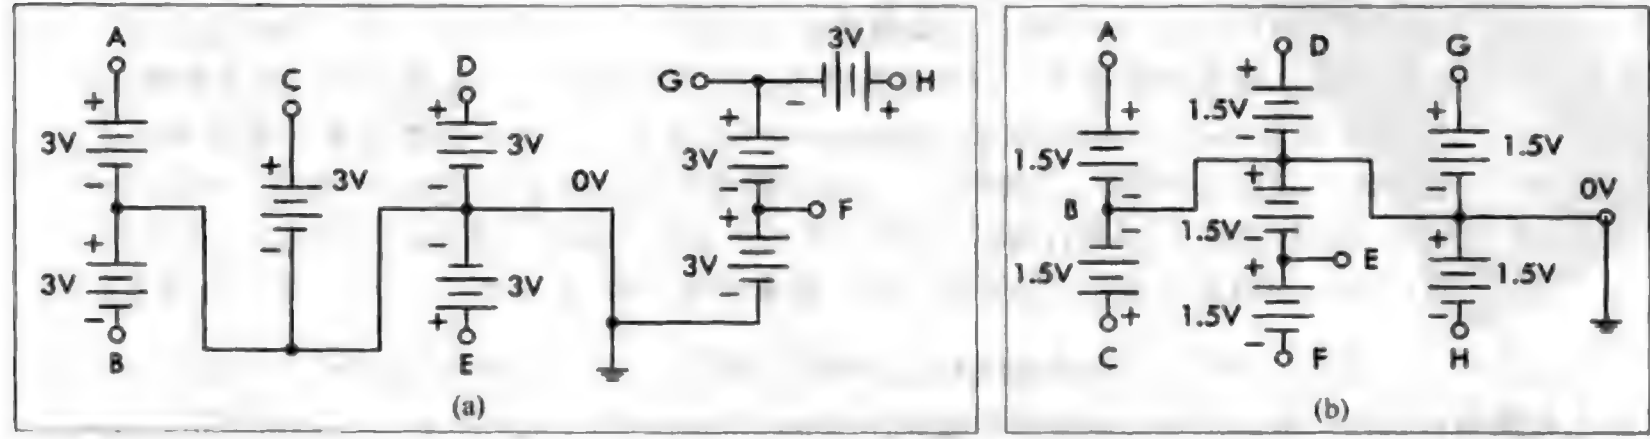 A
C
D
3V
G
H
+
+
+
+
-
+
3V
3V
3V
3V
0V
-
-
-
F
+
-
-
+
3V
3V
3V
-
-
+
B
E
(a)
A
D
G
+
+
+
1.5V
1.5V
1.5V
-
+
-
-
0V
B
-
1.5V
-
+
1.5V
+
E
1.5V
1.5V
+
-
-
C
F
H
(b)